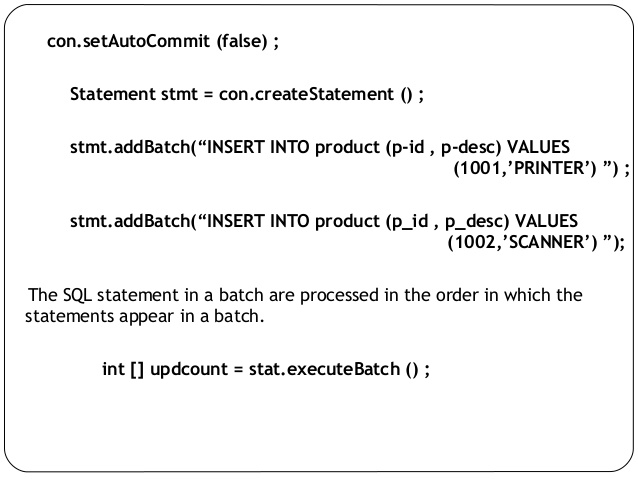 con.setAutoCommit (false) ;
Statement stmt = con.createStatement () ;
stmt.addBatch(“INSERT INTO product (p-id , p-desc) VALUES
(1001,’PRINTER’) ”) ;
stmt.addBatch(“INSERT INTO product (p_id , p_desc) VALUES
(1002,’SCANNER’) ”);
The SQL statement in a batch are processed in the order in which the
statements appear in a batch.
int [] updcount = stat.executeBatch () ;